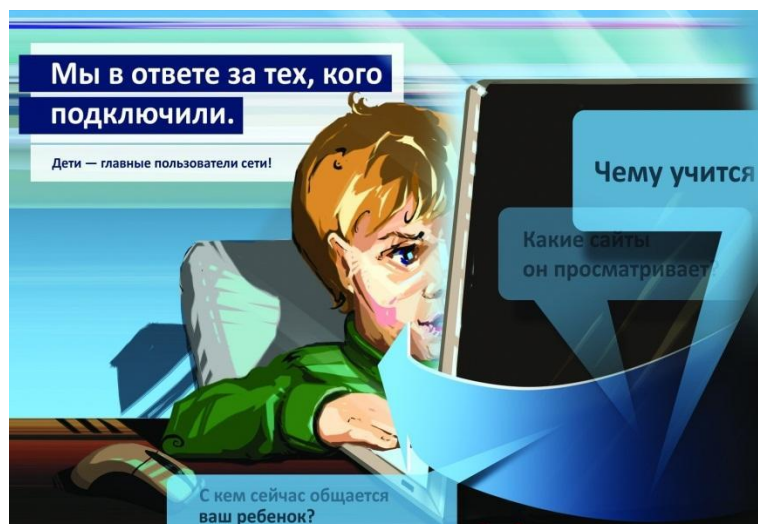 Мы в ответе за тех, кого
подключили.
Дети — главные пользователи сети!
Чему учится
Какие сайты
он просматривает?
С кем сейчас общается
ваш ребенок?